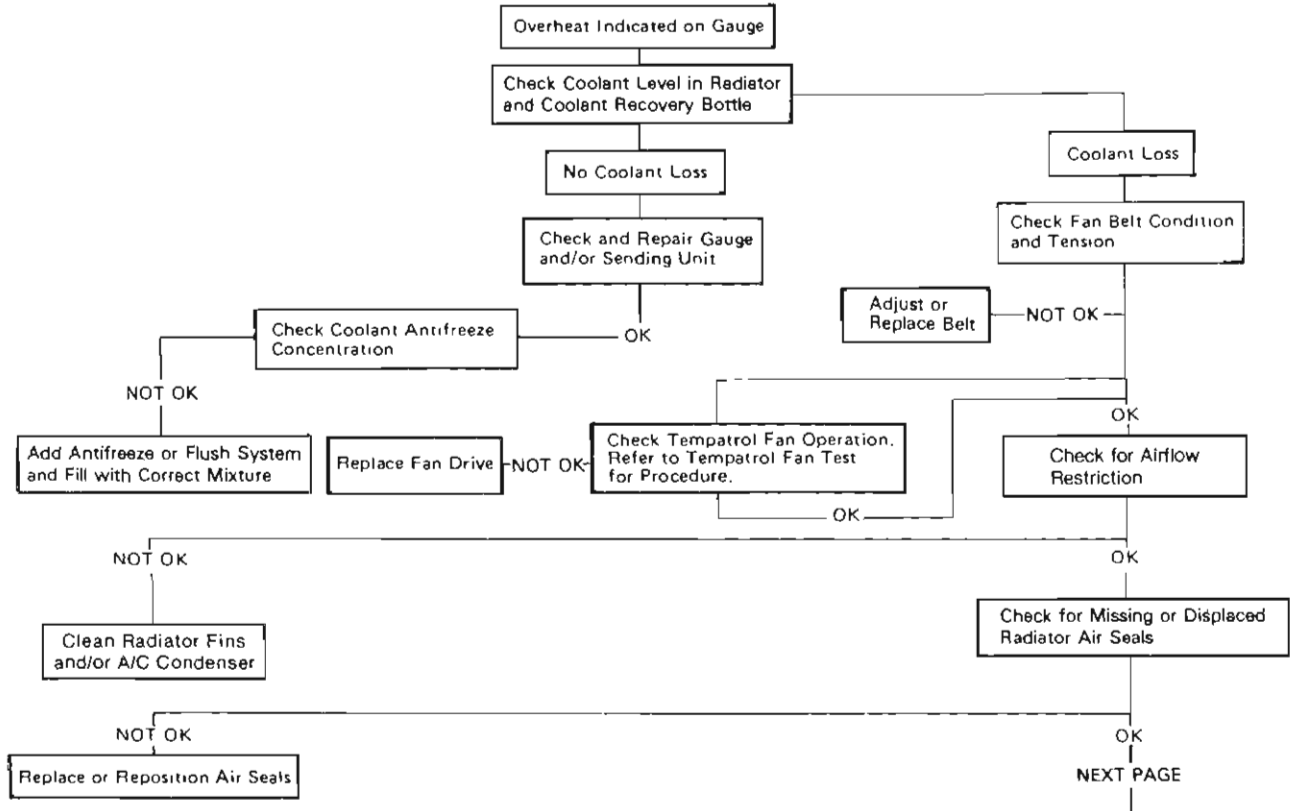 Overheat Indicated on Gauge
Check Coolant Level in Radiator
and Coolant Recovery Bottle
No Coolant Loss
Coolant Loss
Check and Repair Gauge
and/or Sending Unit
Check Fan Belt Condition
and Tension
Adjust or
Replace Belt
NOT OK
Check Coolant Antifreeze
Concentration
OK
NOT OK
OK
Add Antifreeze or Flush System
and Fill with Correct Mixture
Replace Fan Drive
NOT OK
Check Tempatrol Fan Operation.
Refer to Tempatrol Fan Test
for Procedure.
Check for Airflow
Restriction
OK
NOT OK
OK
Clean Radiator Fins
and/or A/C Condenser
Check for Missing or Displaced
Radiator Air Seals
NOT OK
OK
Replace or Reposition Air Seals
NEXT PAGE